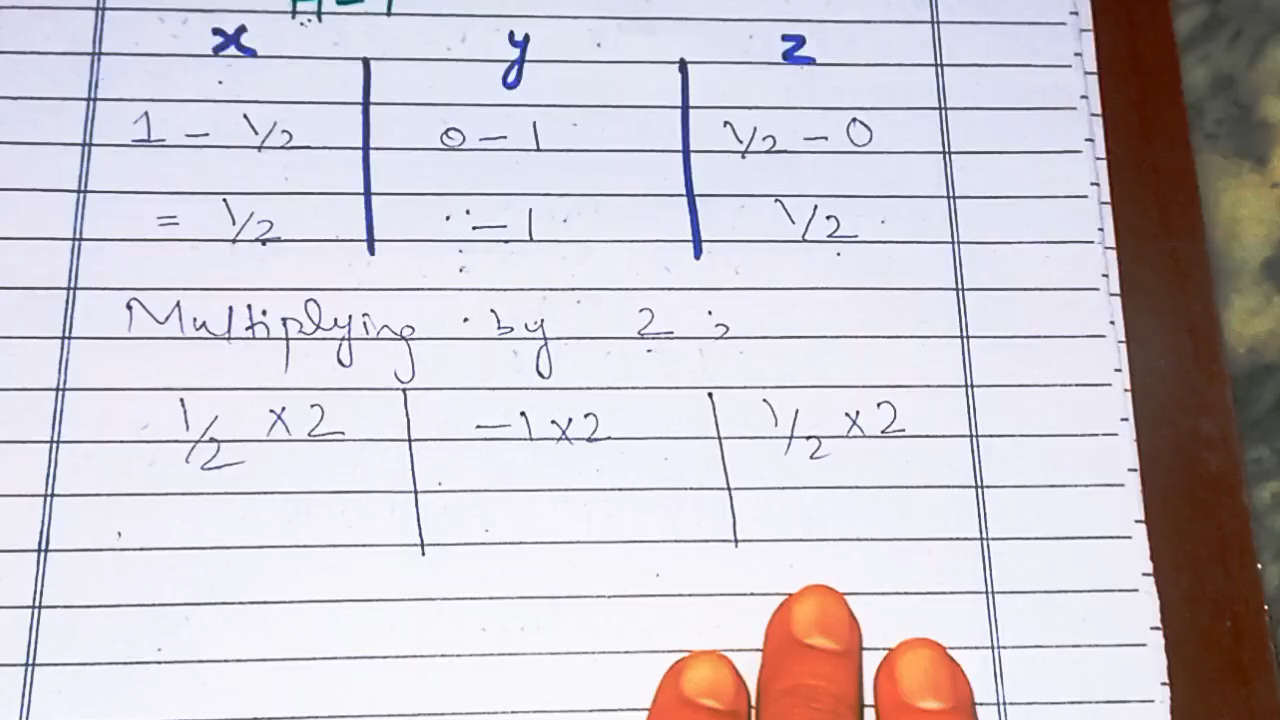 x y z
1 - 1/2 0 - 1 1/2 - 0
= 1/2 -1 1/2
Multiplying by 2 ;
1/2 × 2 -1 × 2 1/2 × 2